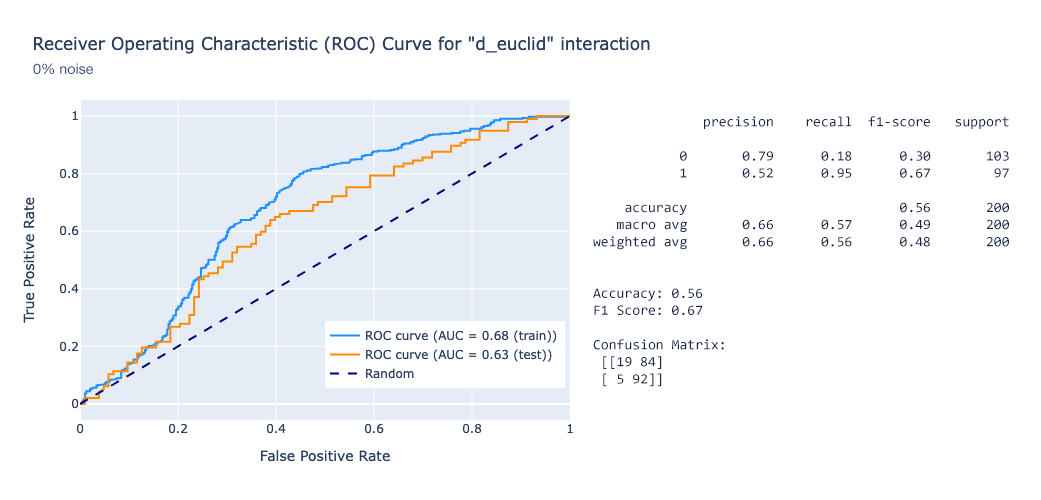 Receiver Operating Characteristic (ROC) Curve for "d_euclid" interaction
0% noise
True Positive Rate
1
0.8
0.6
0.4
0.2
0
0 0.2 0.4 0.6 0.8 1
False Positive Rate
ROC curve (AUC = 0.68 (train))
ROC curve (AUC = 0.63 (test))
Random
precision recall f1-score support
0 0.79 0.18 0.30 103
1 0.52 0.95 0.67 97
accuracy 0.56 200
macro avg 0.66 0.57 0.49 200
weighted avg 0.66 0.56 0.48 200
Accuracy: 0.56
F1 Score: 0.67
Confusion Matrix:
[[19 84]
[ 5 92]]